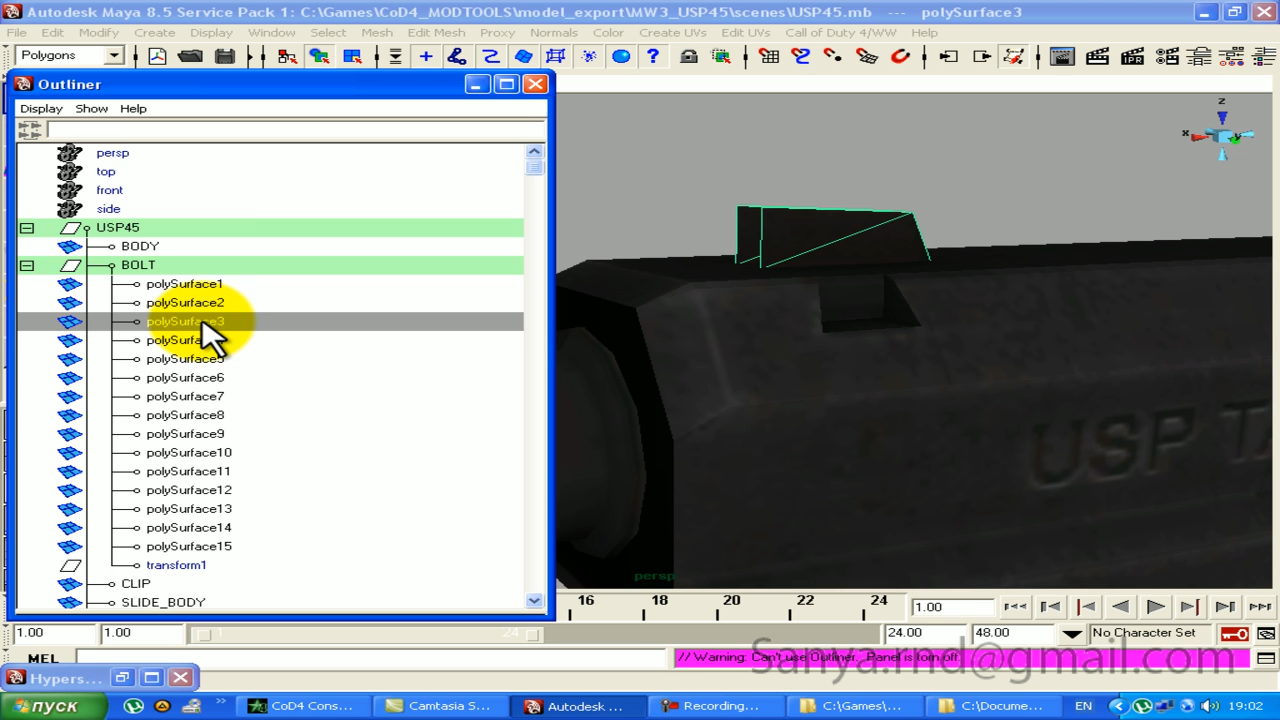 Autodesk Maya 8.5 Service Pack 1: C:\Games\CoD4_MODTOOLS\model_export\MW3_USP45\scenes\USP45.mb --- polySurface3
File Edit Modify Create Display Window Select Mesh Edit Mesh Proxy Normals Color Create UVs Edit UVs Call of Duty 4/WW Help
Polygons
IPR
Outliner
Display Show Help
persp
top
front
side
USP45
BODY
BOLT
polySurface1
polySurface2
polySurface3
polySurface5
polySurface6
polySurface7
polySurface8
polySurface9
polySurface10
polySurface11
polySurface12
polySurface13
polySurface14
polySurface15
transform1
CLIP
SLIDE_BODY
z
x
USP
persp
16 18 20 22 24
1.00
1.00 1.00 24 24.00 48.00 No Character Set
MEL // Warning: Can't use Outliner. Panel is torn off.
Sanya.rnd@gmail.com
Hypers...
пуск CoD4 Cons... Camtasia S... Autodesk ... Recording... C:\Games\... C:\Docume... EN 19:02